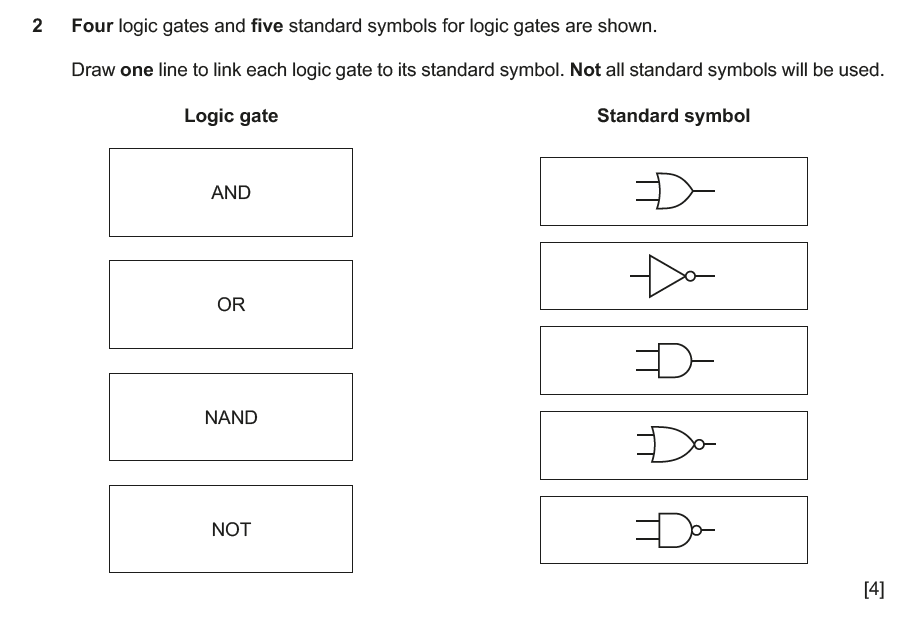 2 Four logic gates and five standard symbols for logic gates are shown.
Draw one line to link each logic gate to its standard symbol. Not all standard symbols will be used.
Logic gate
Standard symbol
AND
OR
NAND
NOT
[4]